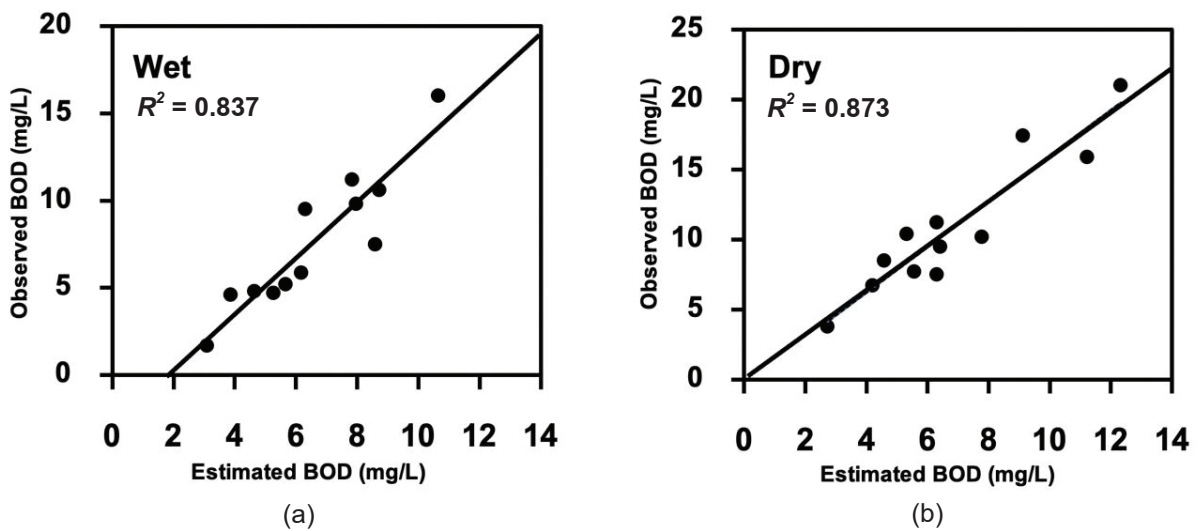 Wet
R² = 0.837
Observed BOD (mg/L)
20
15
10
5
0
0 2 4 6 8 10 12 14
Estimated BOD (mg/L)
(a)
Dry
R² = 0.873
Observed BOD (mg/L)
25
20
15
10
5
0
0 2 4 6 8 10 12 14
Estimated BOD (mg/L)
(b)